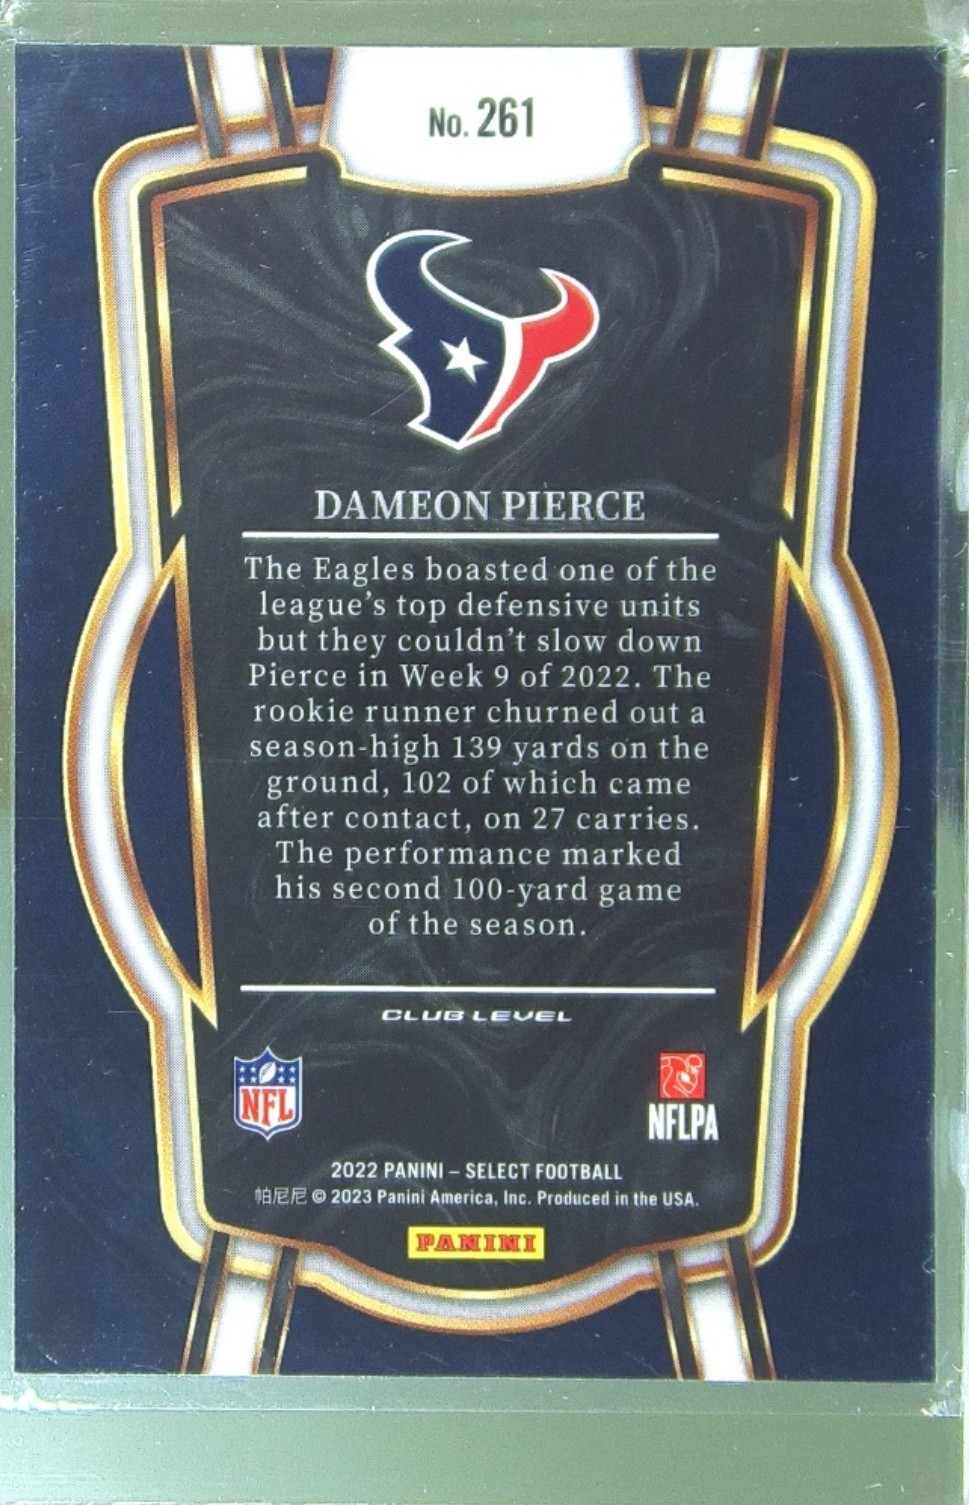 No. 261
DAMEON PIERCE
The Eagles boasted one of the
league's top defensive units
but they couldn't slow down
Pierce in Week 9 of 2022. The
rookie runner churned out a
season-high 139 yards on the
ground, 102 of which came
after contact, on 27 carries.
The performance marked
his second 100-yard game
of the season.
CLUB LEVEL
NFL
NFLPA
2022 PANINI – SELECT FOOTBALL
帕尼尼 © 2023 Panini America, Inc. Produced in the USA.
PANINI